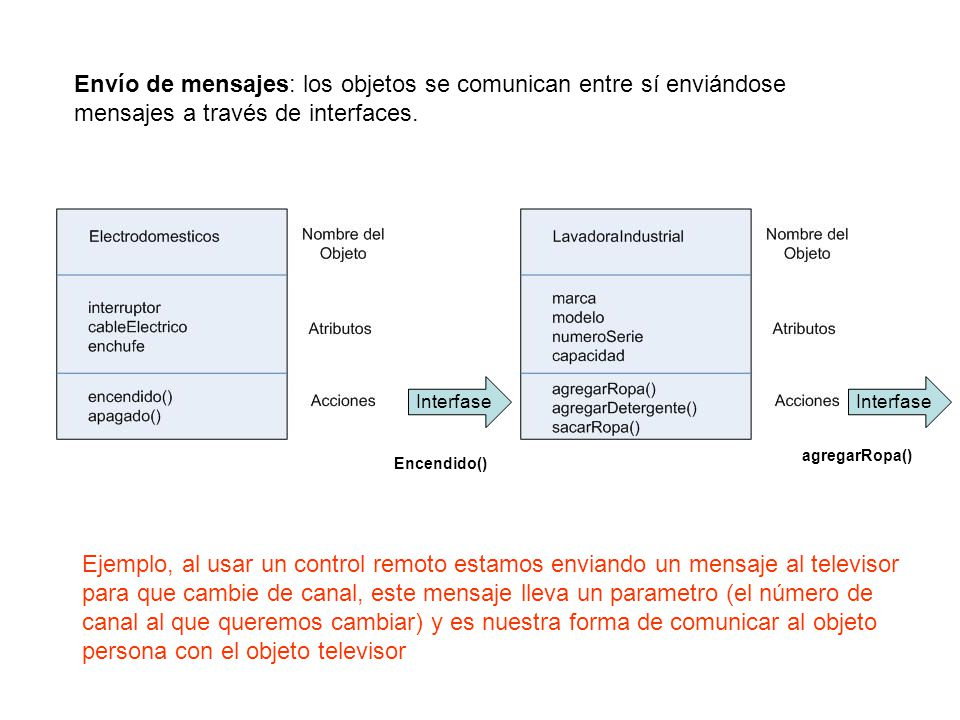 Envío de mensajes: los objetos se comunican entre sí enviándose
mensajes a través de interfaces.
Electrodomesticos
Nombre del
Objeto
interruptor
cableElectrico
enchufe
Atributos
encendido()
apagado()
Acciones
Interfase
Encendido()
LavadoraIndustrial
Nombre del
Objeto
marca
modelo
numeroSerie
capacidad
Atributos
agregarRopa()
agregarDetergente()
sacarRopa()
Acciones
Interfase
agregarRopa()
Ejemplo, al usar un control remoto estamos enviando un mensaje al televisor
para que cambie de canal, este mensaje lleva un parametro (el número de
canal al que queremos cambiar) y es nuestra forma de comunicar al objeto
persona con el objeto televisor